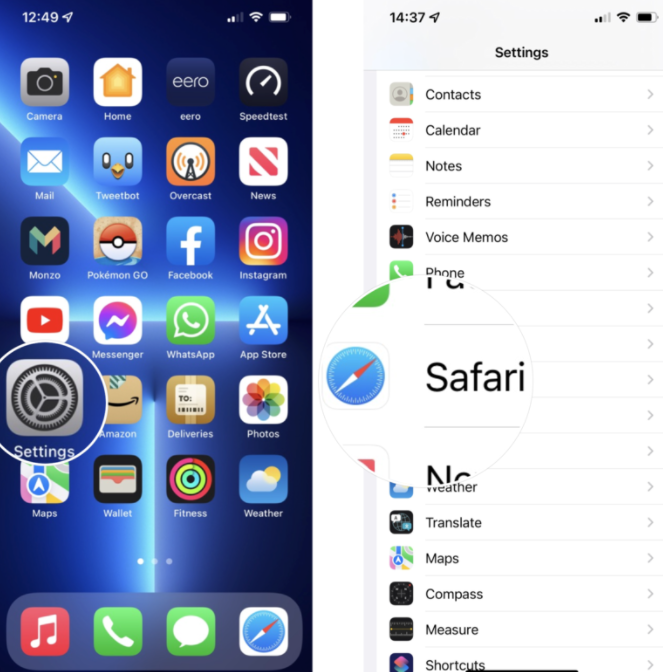 12:49
eero
Camera
Home
eero
Speedtest
Mail
Tweetbot
Overcast
News
Monzo
Pokémon GO
Facebook
Instagram
Messenger
WhatsApp
App Store
TO:
Settings
Amazon
Deliveries
Photos
Maps
Wallet
Fitness
Weather
14:37
Settings
Contacts
Calendar
Notes
Reminders
Voice Memos
Phone
Safari
Weather
Translate
Maps
Compass
Measure
Shortcuts